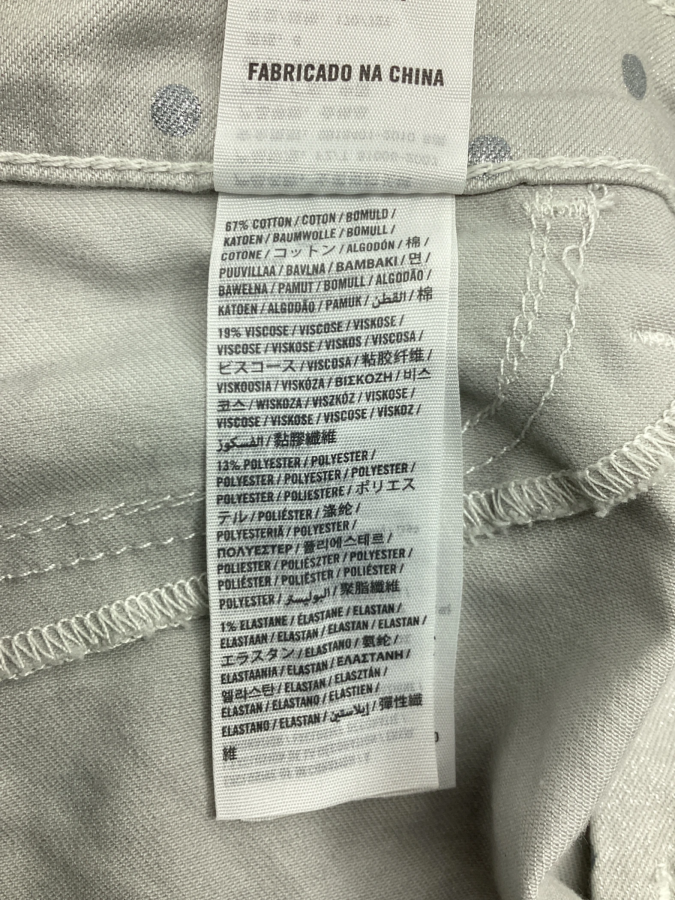 FABRICADO NA CHINA
67% COTTON / COTON / BOMULD /
KATOEN / BAUMWOLLE / BOMULL /
COTONE / コットン / ALGODÓN / 棉 /
PUUVILLAA / BAVLNA / BAMBAKI / 면 /
BAWEŁNA / PAMUT / BOMULL / ALGODÃO /
KATOEN / ALGODÃO / PAMUK / القطن / 棉
19% VISCOSE / VISCOSE / VISKOSE /
VISCOSE / VISKOSE / VISKOS / VISCOSA /
ビスコース / VISCOSA / 粘胶纤维 /
VISKOOSIA / VISKÓZA / ΒΙΣΚΟΖΗ / 비스
코스 / WISKOZA / VISZKÓZ / VISKOSE /
VISCOSE / VISKOSE / VISCOSE / VİSKOZ /
الفسكوز / 黏膠纖維
13% POLYESTER / POLYESTER /
POLYESTER / POLYESTER / POLYESTER /
POLYESTER / POLIESTERE / ポリエス
テル / POLIÉSTER / 涤纶 /
POLYESTERIÄ / POLYESTER /
ΠΟΛΥΕΣΤΕΡ / 폴리에스테르 /
POLIESTER / POLIÉSZTER / POLYESTER /
POLIÉSTER / POLIÉSTER / POLYESTER /
POLYESTER / البوليستر / 聚脂纖維
1% ELASTANE / ÉLASTANE / ELASTAN /
ELASTAAN / ELASTAN / ELASTAN / ELASTAN /
エラスタン / ELASTANO / 氨纶 /
ELASTAANIA / ELASTAN / ΕΛΑΣΤΑΝΗ /
엘라스탄 / ELASTAN / ELASZTÁN /
ELASTAN / ELASTANO / ELASTIEN /
ELASTANO / ELASTAN / إيلاستين / 彈性纖
維